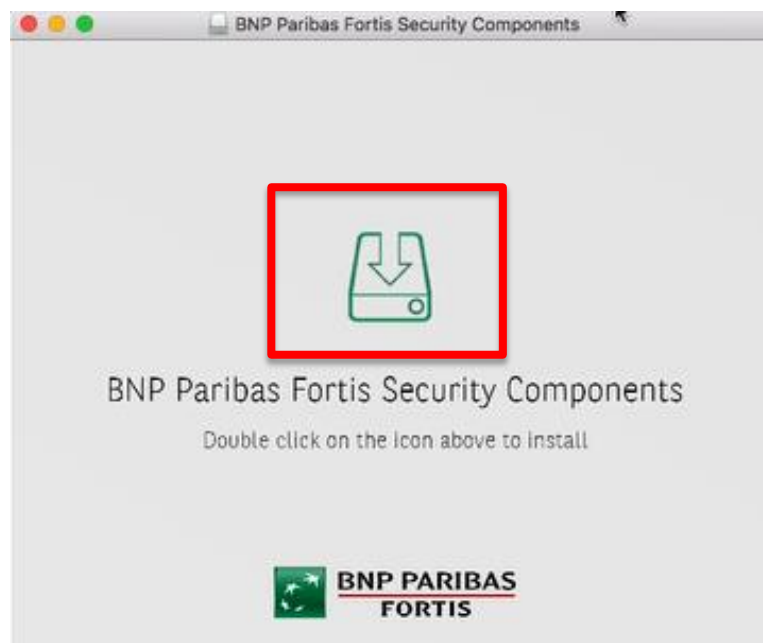 BNP Paribas Fortis Security Components
BNP Paribas Fortis Security Components
Double click on the icon above to install
BNP PARIBAS
FORTIS